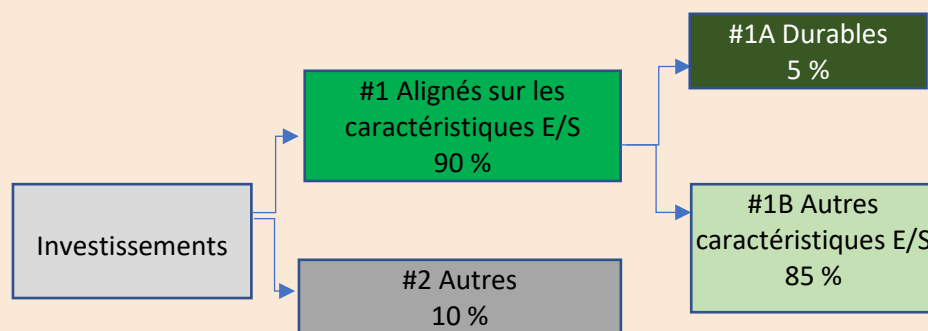 Investissements
#1 Alignés sur les
caractéristiques E/S
90 %
#2 Autres
10 %
#1A Durables
5 %
#1B Autres
caractéristiques E/S
85 %